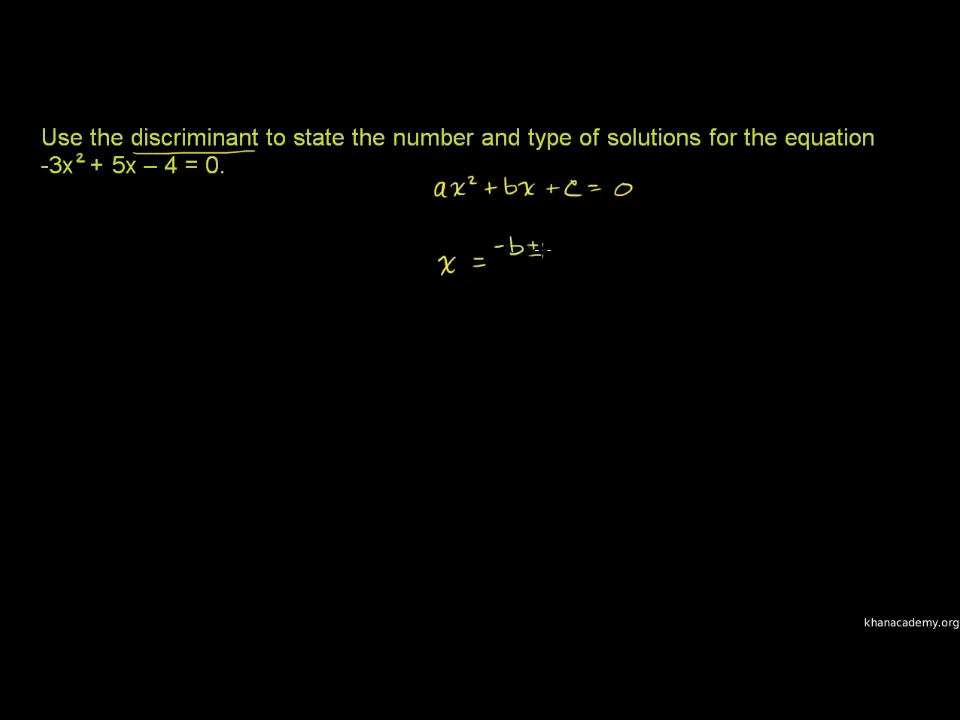 Use the discriminant to state the number and type of solutions for the equation
-3x² + 5x – 4 = 0.
ax² + bx + c = 0
x = -b ±
khanacademy.org